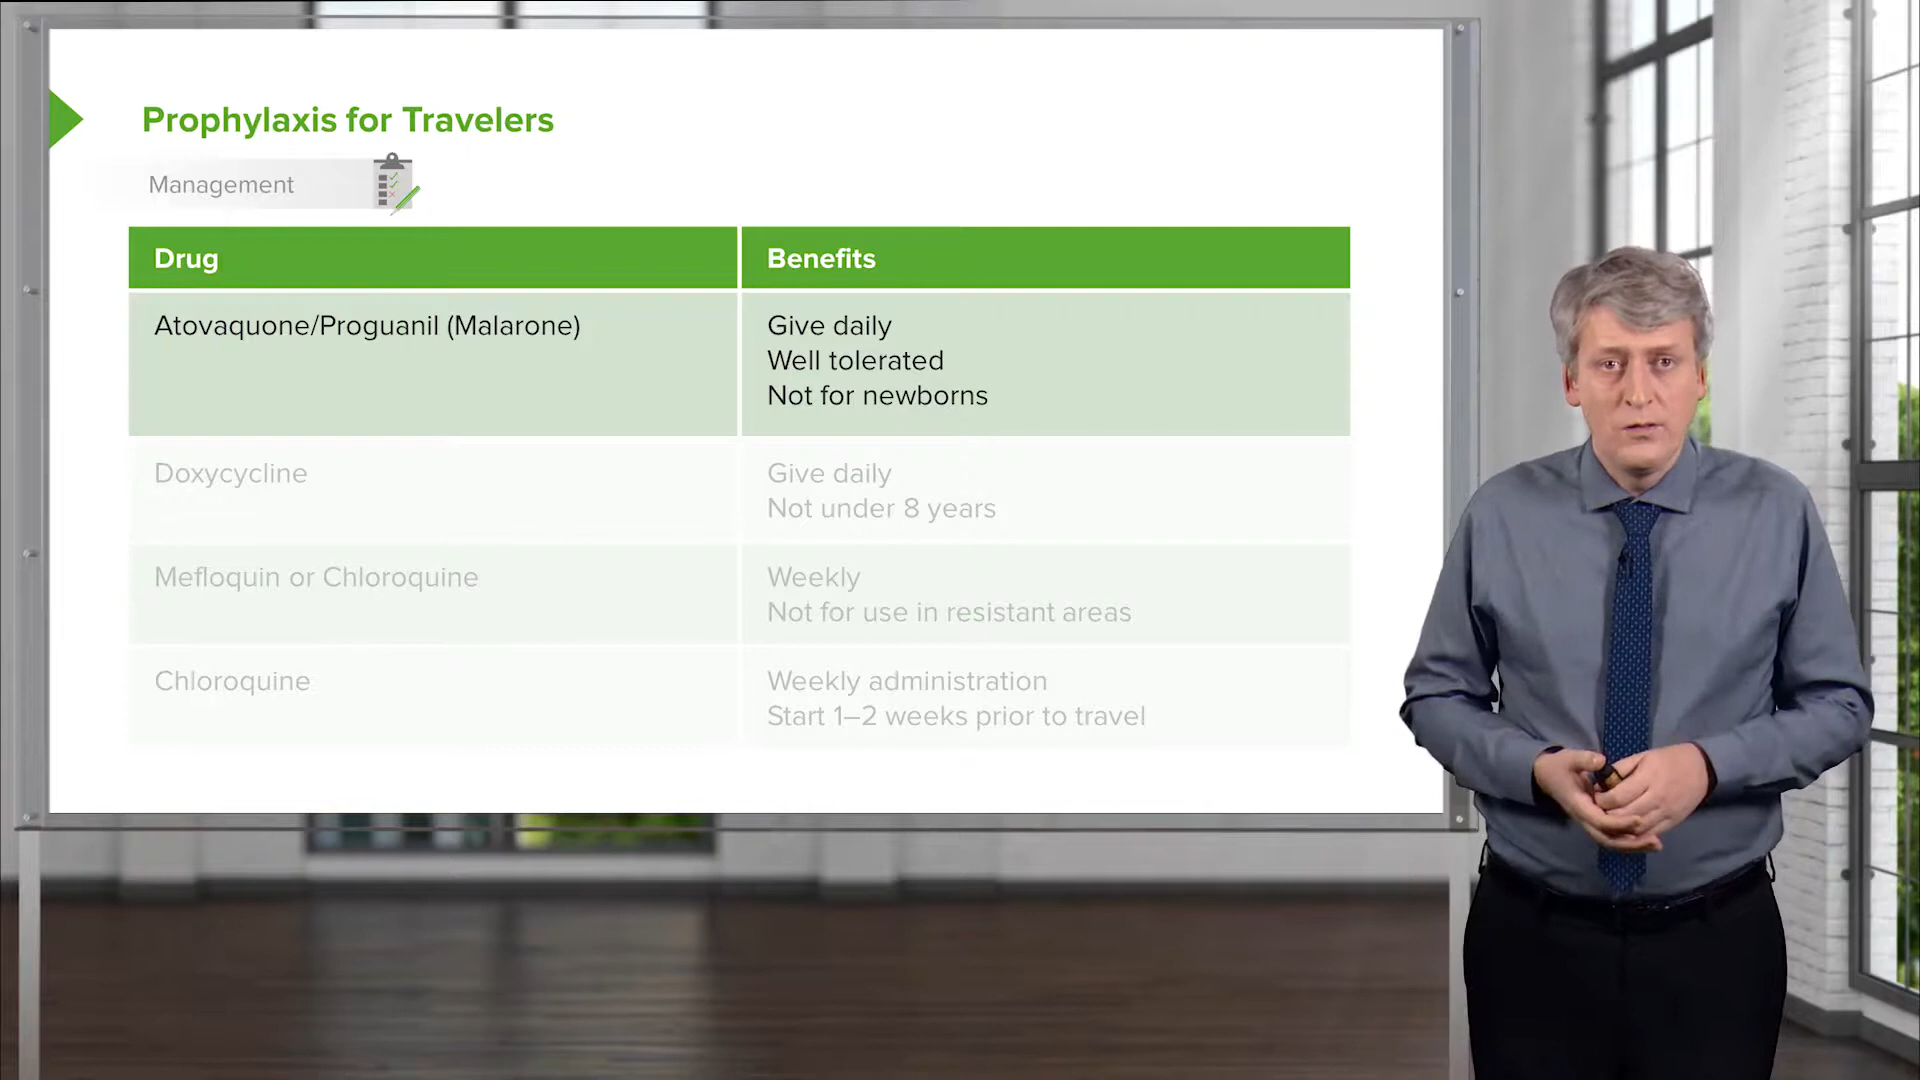 Prophylaxis for Travelers
Management
Drug
Benefits
Atovaquone/Proguanil (Malarone)
Give daily
Well tolerated
Not for newborns
Doxycycline
Give daily
Not under 8 years
Mefloquin or Chloroquine
Weekly
Not for use in resistant areas
Chloroquine
Weekly administration
Start 1–2 weeks prior to travel